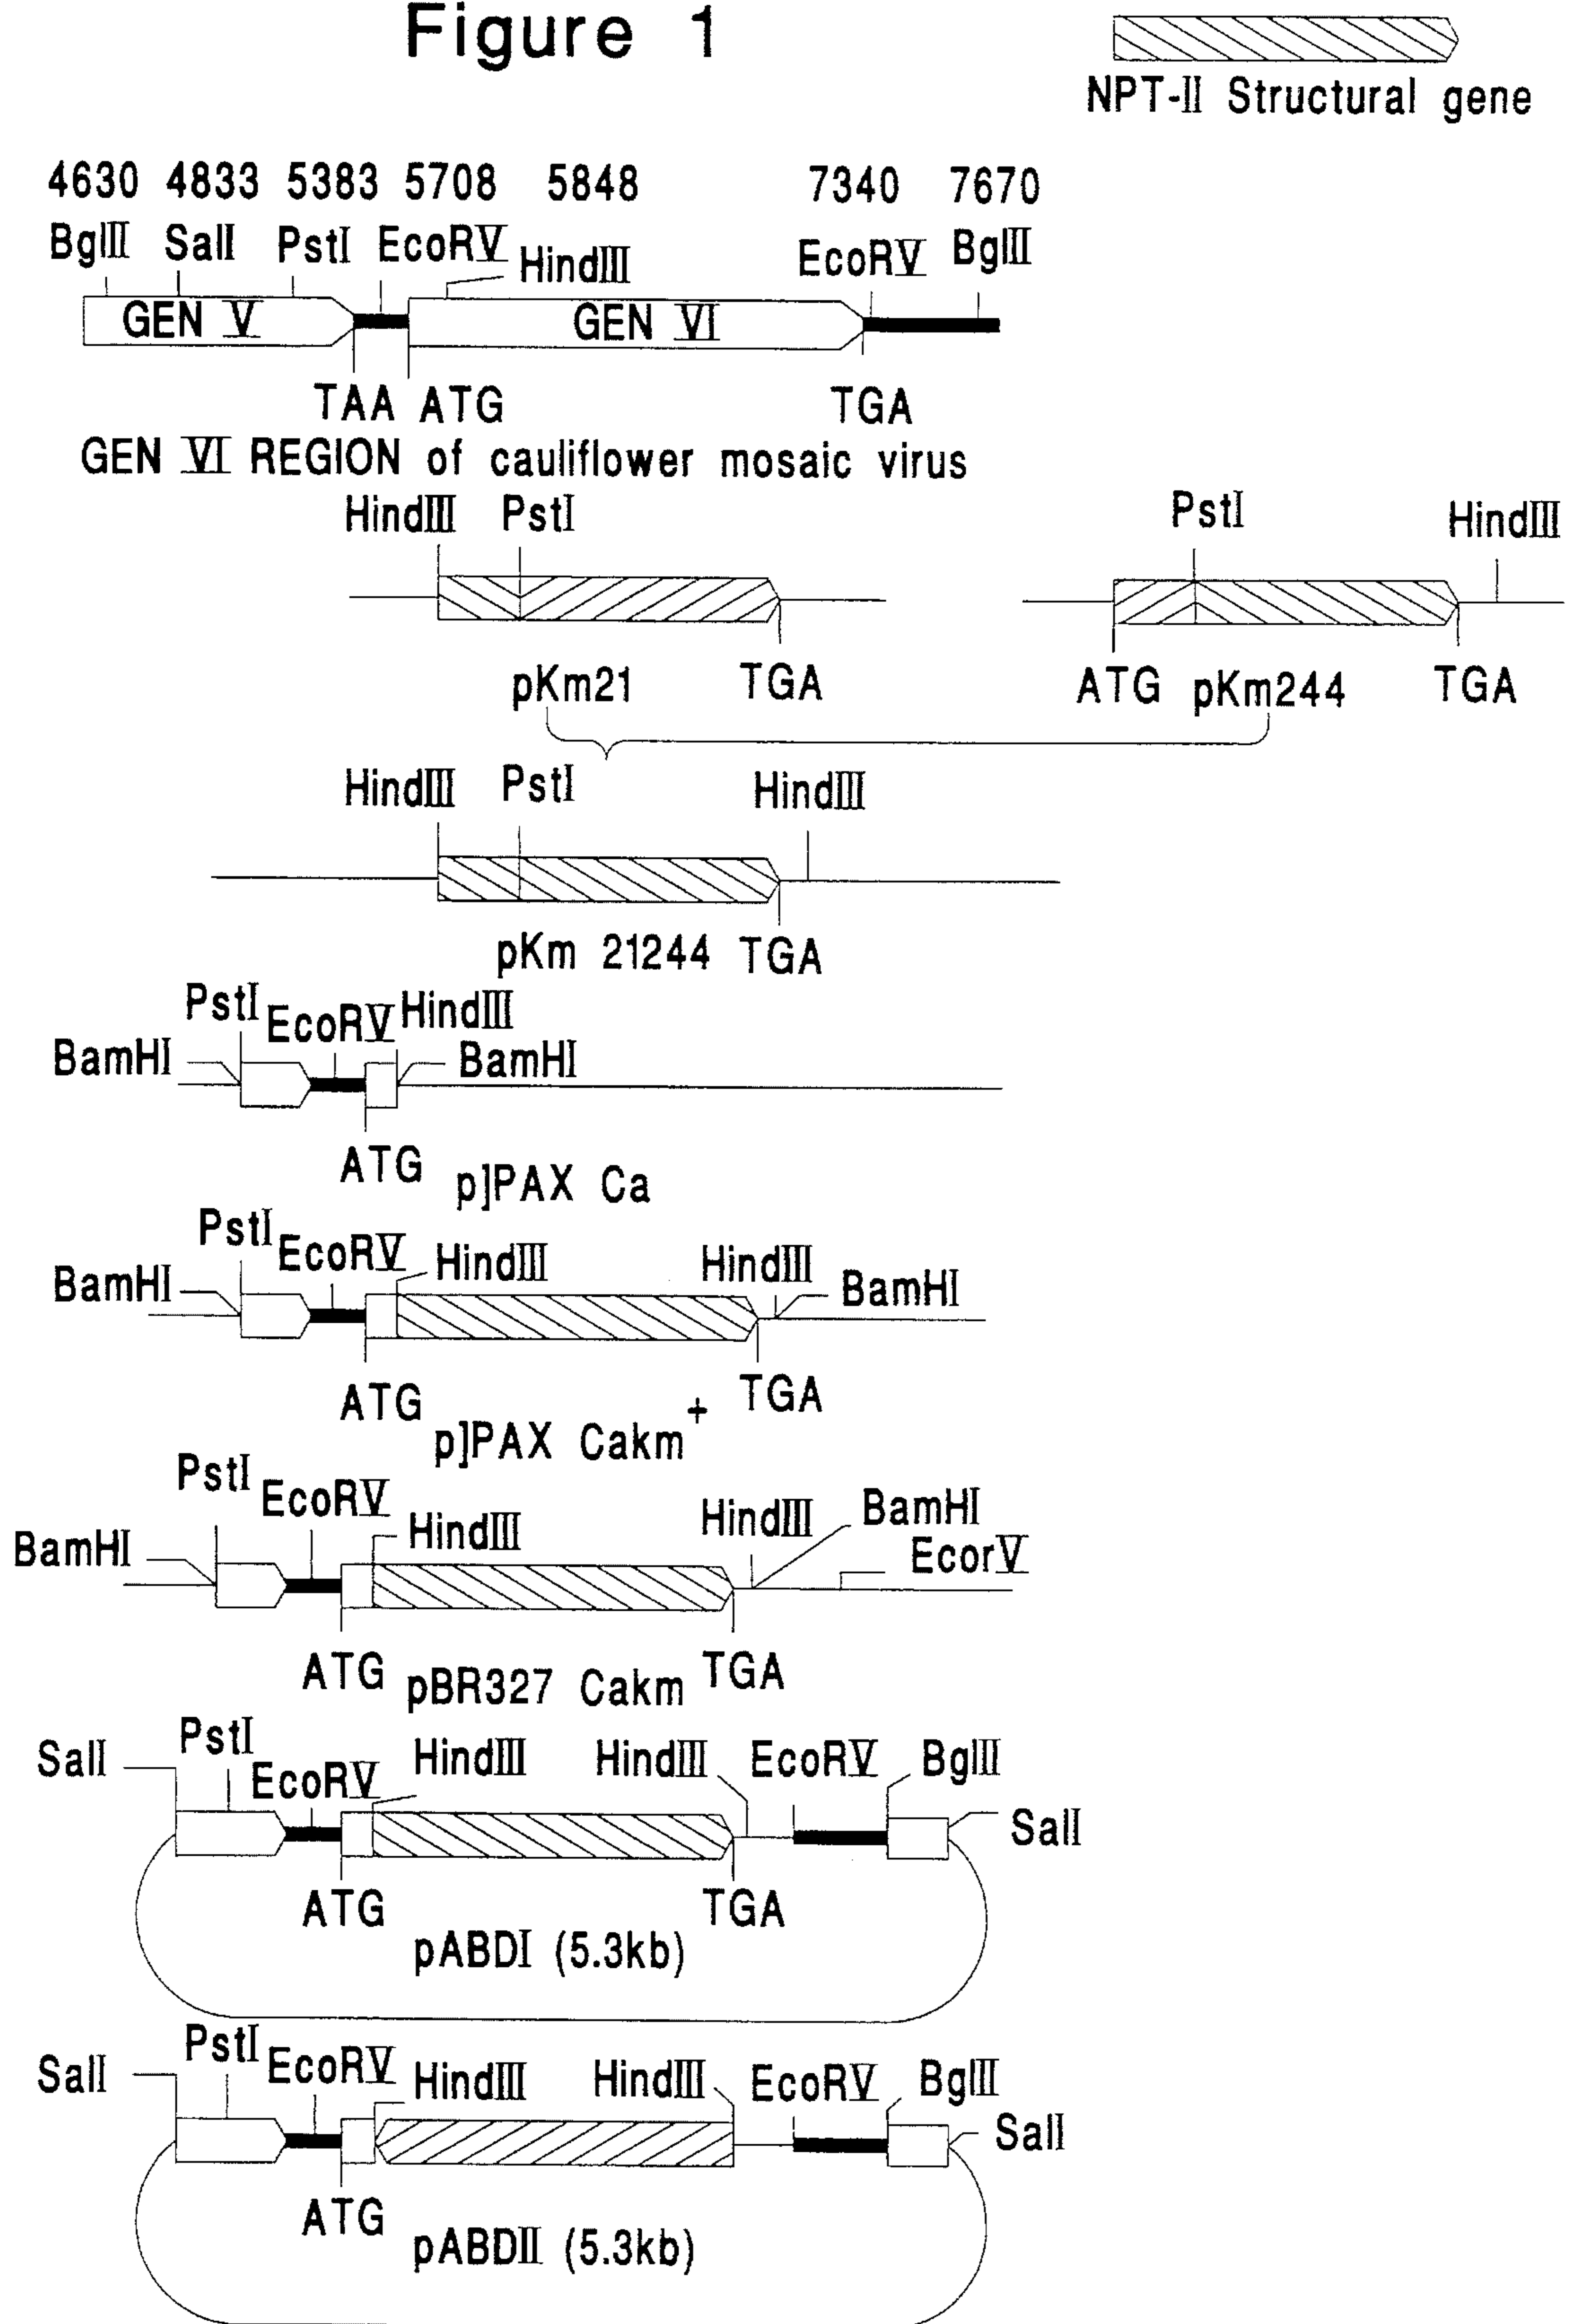 Figure 1
NPT-II Structural gene
4630 4833 5383 5708 5848 7340 7670
BglII SalI PstI EcoRV HindIII EcoRV BglII
GEN V GEN VI
TAA ATG TGA
GEN VI REGION of cauliflower mosaic virus
HindIII PstI PstI HindIII
pKm21 TGA ATG pKm244 TGA
HindIII PstI HindIII
pKm 21244 TGA
PstI EcoRV HindIII
BamHI BamHI
ATG p]PAX Ca
PstI EcoRV HindIII HindIII
BamHI BamHI
ATG p]PAX Cakm+ TGA
PstI EcoRV HindIII HindIII BamHI
BamHI EcorV
ATG pBR327 Cakm TGA
SalI PstI EcoRV HindIII HindIII EcoRV BglII
SalI
ATG TGA
pABDI (5.3kb)
SalI PstI EcoRV HindIII HindIII EcoRV BglII
SalI
ATG
pABDII (5.3kb)